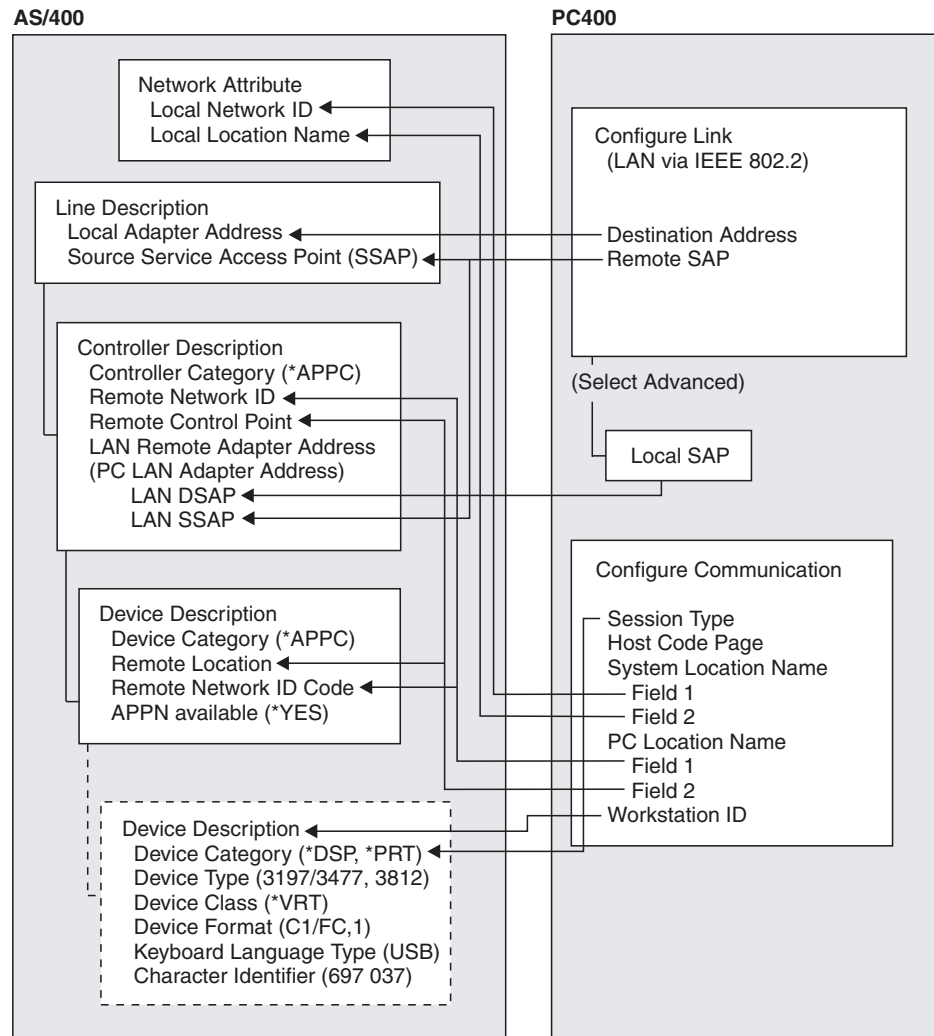 AS/400
Network Attribute
Local Network ID
Local Location Name
Line Description
Local Adapter Address
Source Service Access Point (SSAP)
Controller Description
Controller Category (*APPC)
Remote Network ID
Remote Control Point
LAN Remote Adapter Address
(PC LAN Adapter Address)
LAN DSAP
LAN SSAP
Device Description
Device Category (*APPC)
Remote Location
Remote Network ID Code
APPN available (*YES)
Device Description
Device Category (*DSP, *PRT)
Device Type (3197/3477, 3812)
Device Class (*VRT)
Device Format (C1/FC,1)
Keyboard Language Type (USB)
Character Identifier (697 037)
PC400
Configure Link
(LAN via IEEE 802.2)
Destination Address
Remote SAP
(Select Advanced)
Local SAP
Configure Communication
Session Type
Host Code Page
System Location Name
Field 1
Field 2
PC Location Name
Field 1
Field 2
Workstation ID